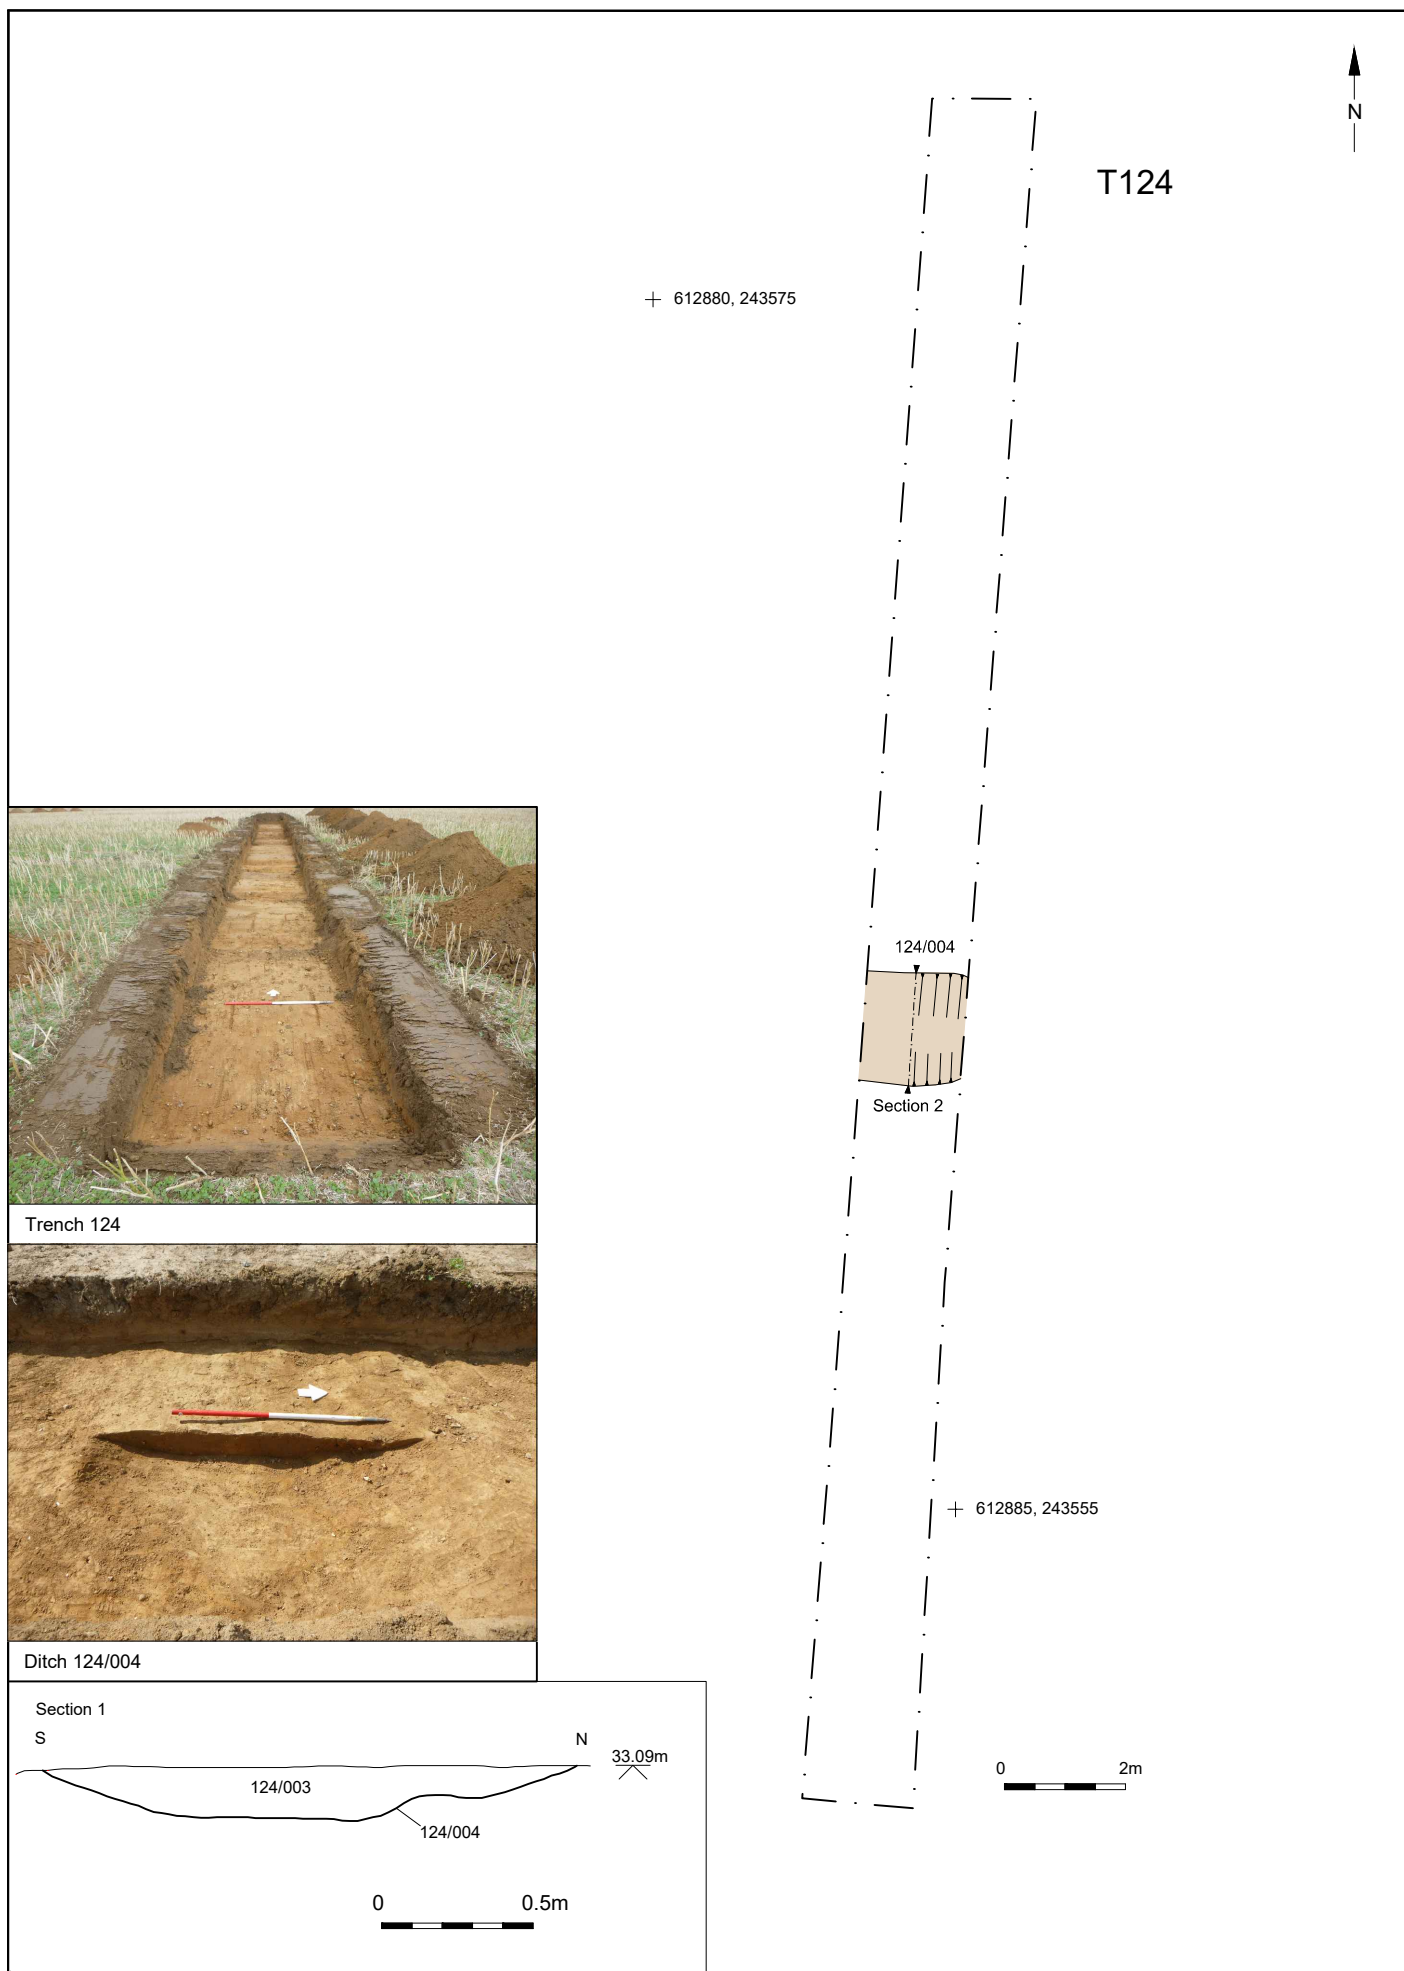 N
T124
612880, 243575
124/004
Section 2
Trench 124
612885, 243555
Ditch 124/004
Section 1
S
N
33.09m
124/003
124/004
0
2m
0
0.5m